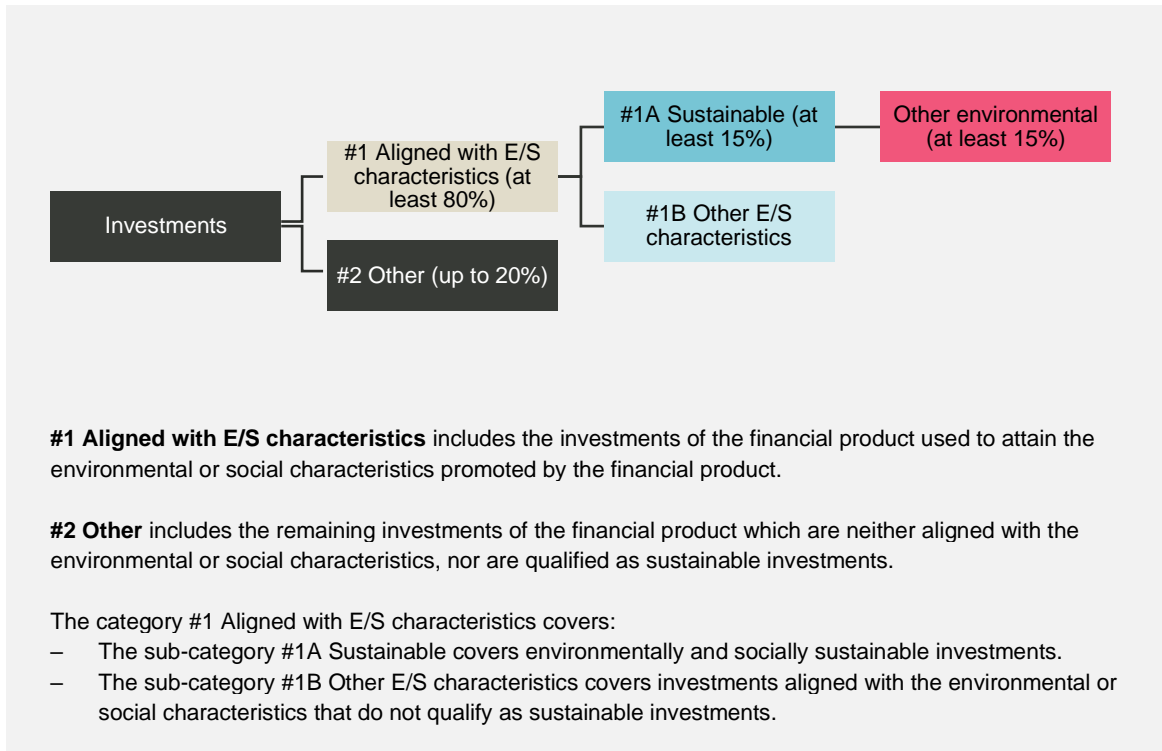 #1A Sustainable (at
least 15%)
Other environmental
(at least 15%)
#1 Aligned with E/S
characteristics (at
least 80%)
Investments
#1B Other E/S
characteristics
#2 Other (up to 20%)
#1 Aligned with E/S characteristics includes the investments of the financial product used to attain the
environmental or social characteristics promoted by the financial product.
#2 Other includes the remaining investments of the financial product which are neither aligned with the
environmental or social characteristics, nor are qualified as sustainable investments.
The category #1 Aligned with E/S characteristics covers:
– The sub-category #1A Sustainable covers environmentally and socially sustainable investments.
– The sub-category #1B Other E/S characteristics covers investments aligned with the environmental or
social characteristics that do not qualify as sustainable investments.